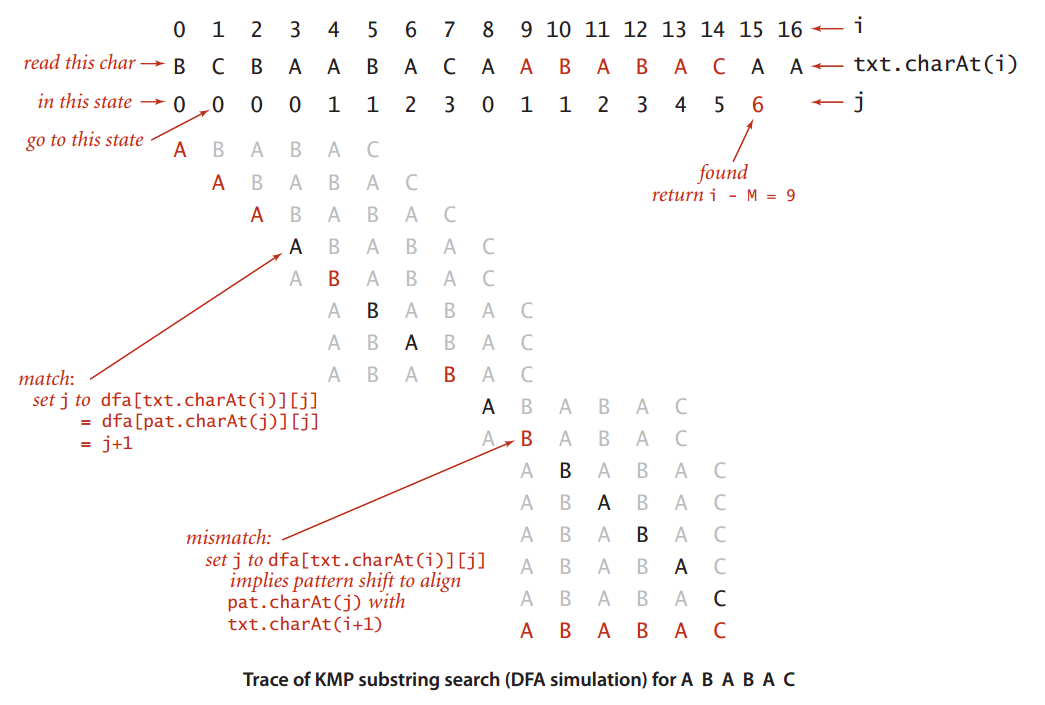 0 1 2 3 4 5 6 7 8 9 10 11 12 13 14 15 16 i
read this char B C B A A B A C A A B A B A C A A txt.charAt(i)
in this state 0 0 0 0 1 1 2 3 0 1 1 2 3 4 5 6 j
go to this state
A B A B A C
found
return i - M = 9
A B A B A C
A B A B A C
A B A B A C
A B A B A C
A B A B A C
A B A B A C
A B A B A C
match:
set j to dfa[txt.charAt(i)][j]
= dfa[pat.charAt(j)][j]
= j+1
A B A B A C
A B A B A C
A B A B A C
A B A B A C
A B A B A C
A B A B A C
A B A B A C
A B A B A C
mismatch:
set j to dfa[txt.charAt(i)][j]
implies pattern shift to align
pat.charAt(j) with
txt.charAt(i+1)
Trace of KMP substring search (DFA simulation) for A B A B A C